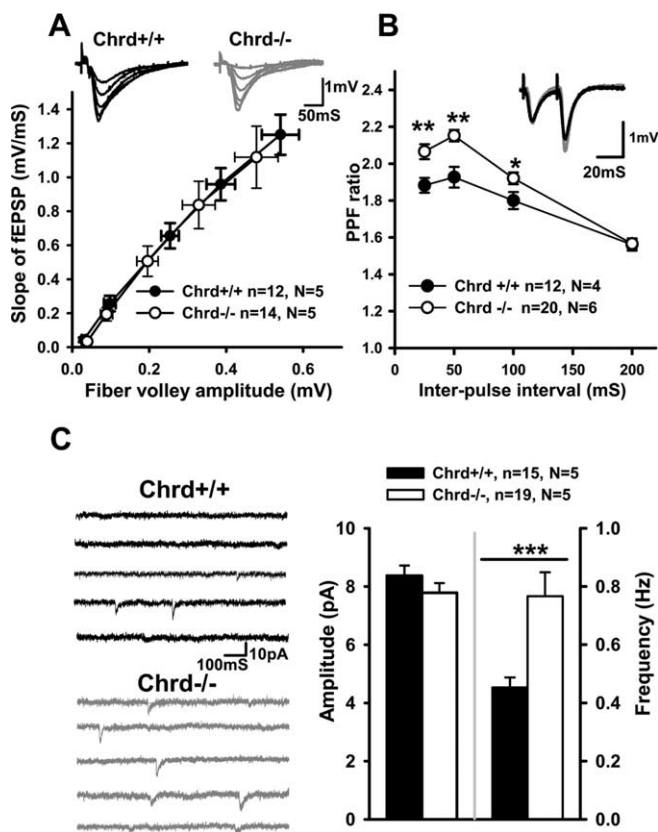 A
Chrd+/+
Chrd-/-
1mV
50mS
Slope of fEPSP (mV/mS)
1.4
1.2
1.0
0.8
0.6
0.4
0.2
0.0
Chrd+/+ n=12, N=5
Chrd-/- n=14, N=5
0.0 0.2 0.4 0.6
Fiber volley amplitude (mV)
B
1mV
20mS
PPF ratio
2.4
2.2
2.0
1.8
1.6
1.4
1.2
1.0
** ** *
Chrd +/+ n=12, N=4
Chrd -/- n=20, N=6
0 50 100 150 200
Inter-pulse interval (mS)
C
Chrd+/+
10pA
100mS
Chrd-/-
Chrd+/+, n=15, N=5
Chrd-/-, n=19, N=5
Amplitude (pA)
10
8
6
4
2
0
***
1.0
0.8
0.6
0.4
0.2
0.0
Frequency (Hz)